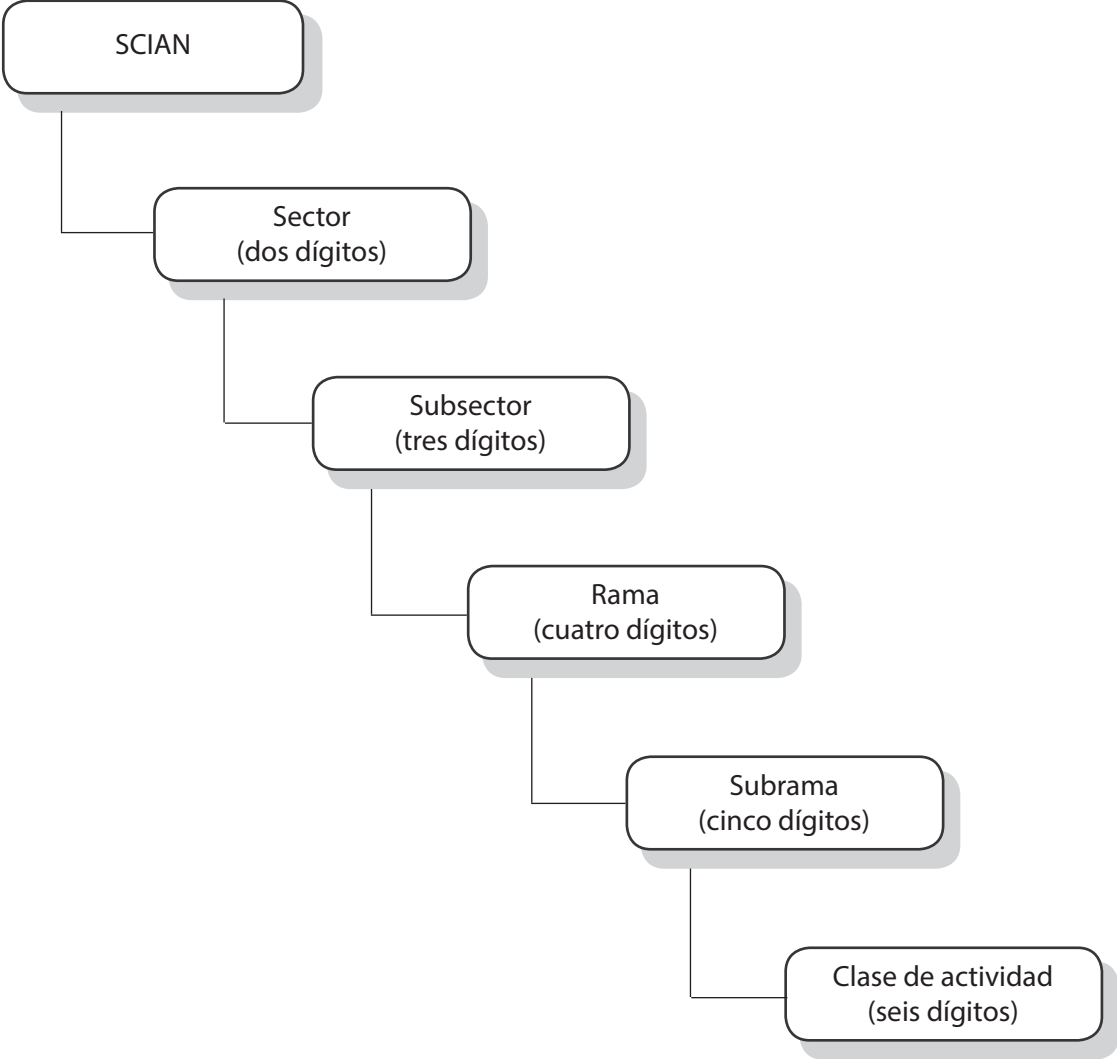 SCIAN
Sector
(dos dígitos)
Subsector
(tres dígitos)
Rama
(cuatro dígitos)
Subrama
(cinco dígitos)
Clase de actividad
(seis dígitos)